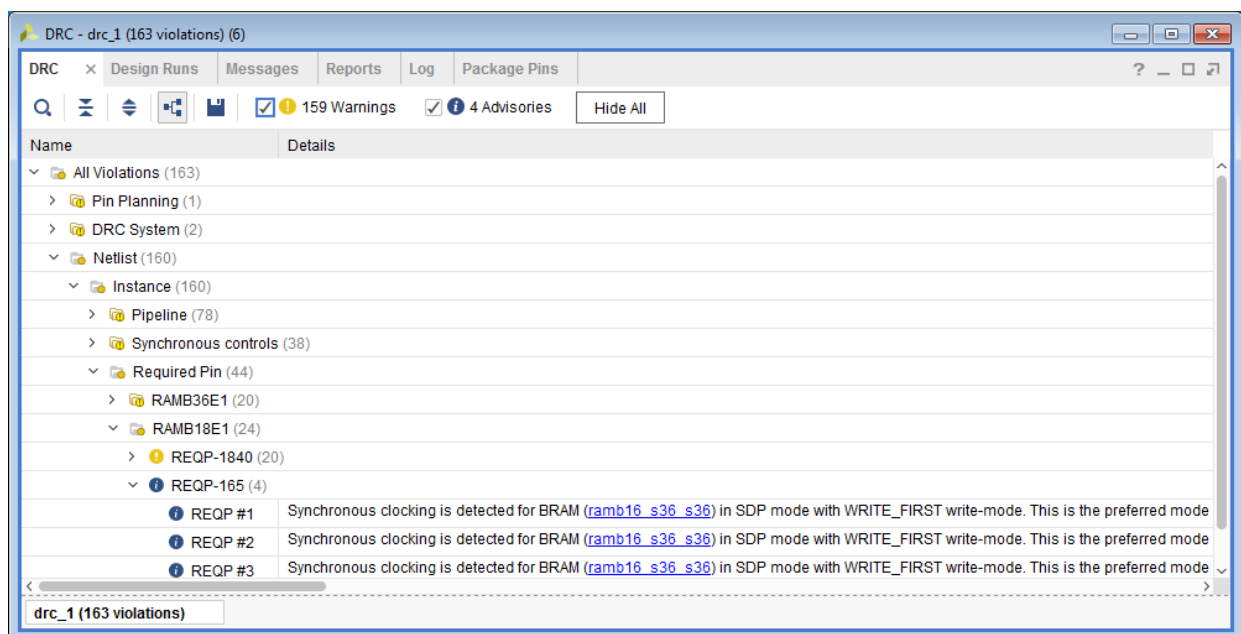 DRC - drc_1 (163 violations) (6)
DRC × Design Runs Messages Reports Log Package Pins ?
159 Warnings 4 Advisories Hide All
Name Details
All Violations (163)
Pin Planning (1)
DRC System (2)
Netlist (160)
Instance (160)
Pipeline (78)
Synchronous controls (38)
Required Pin (44)
RAMB36E1 (20)
RAMB18E1 (24)
REQP-1840 (20)
REQP-165 (4)
REQP #1 Synchronous clocking is detected for BRAM (ramb16_s36_s36) in SDP mode with WRITE_FIRST write-mode. This is the preferred mode
REQP #2 Synchronous clocking is detected for BRAM (ramb16_s36_s36) in SDP mode with WRITE_FIRST write-mode. This is the preferred mode
REQP #3 Synchronous clocking is detected for BRAM (ramb16_s36_s36) in SDP mode with WRITE_FIRST write-mode. This is the preferred mode
drc_1 (163 violations)